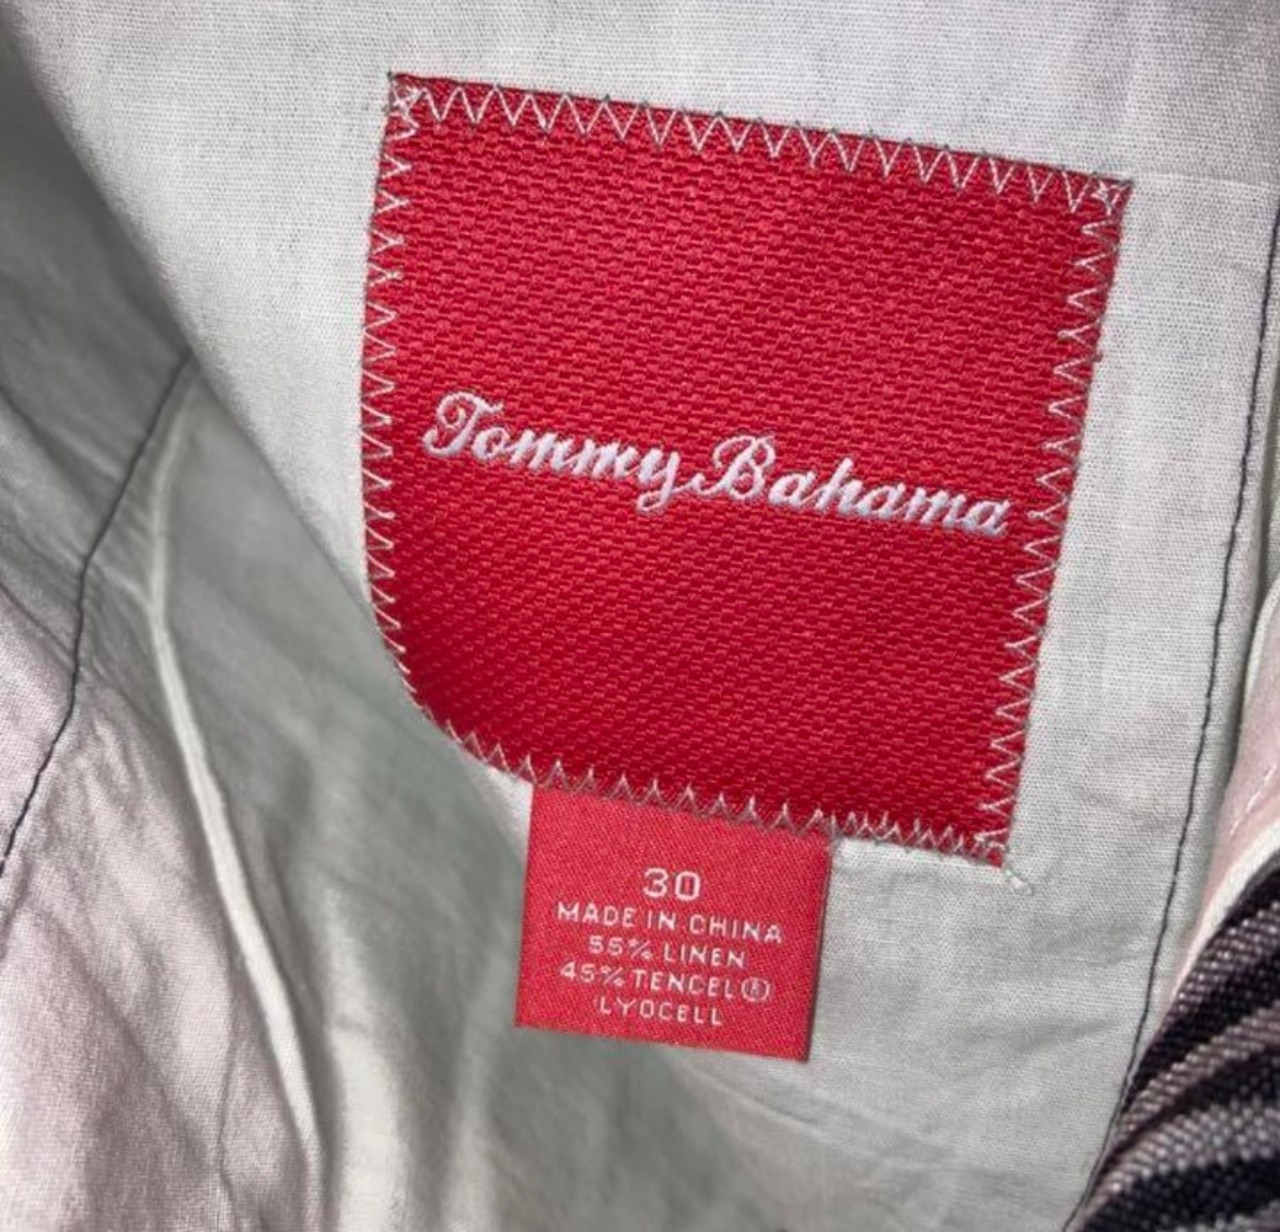 Tommy Bahama
30
MADE IN CHINA
55% LINEN
45% TENCEL®
LYOCELL